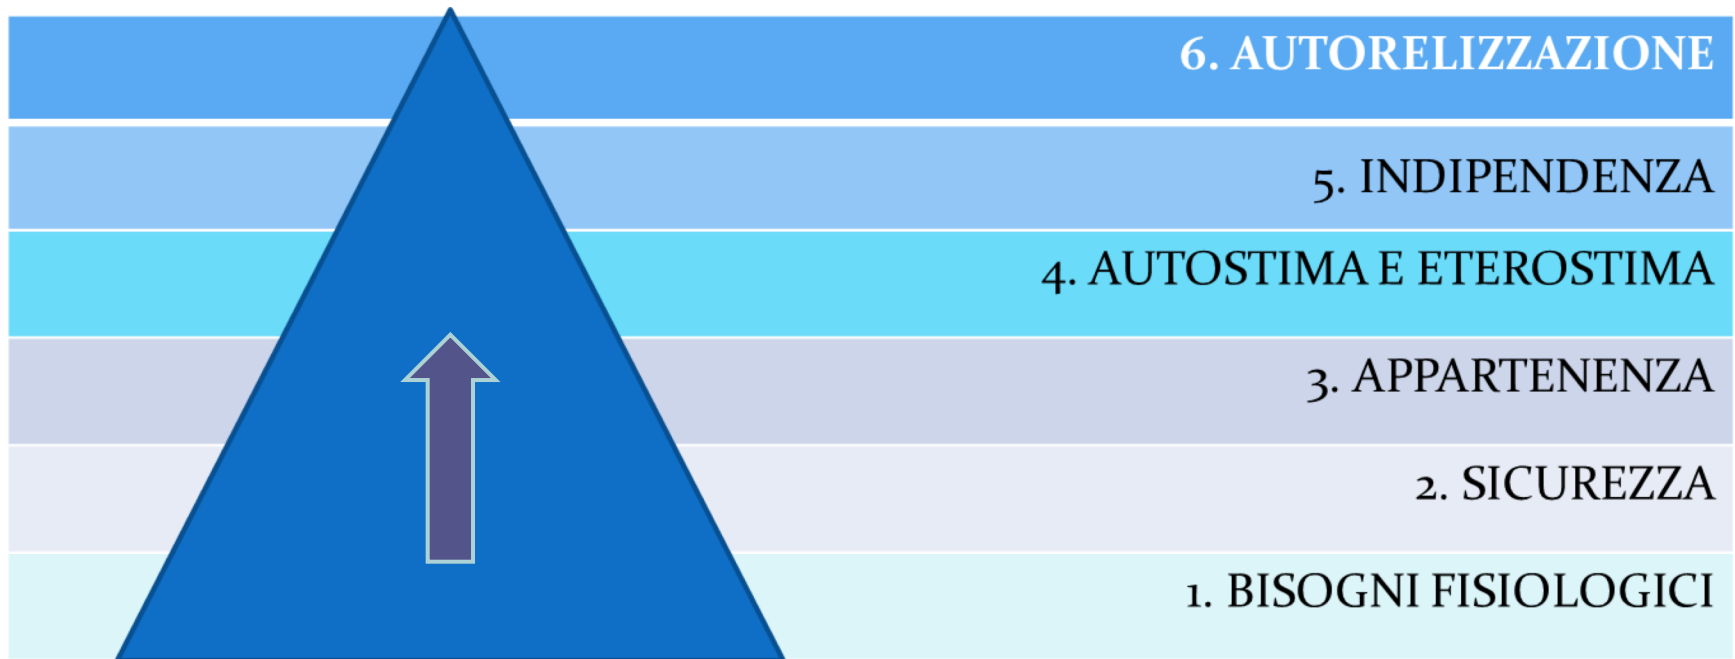 6. AUTORELIZZAZIONE
5. INDIPENDENZA
4. AUTOSTIMA E ETEROSTIMA
3. APPARTENENZA
2. SICUREZZA
1. BISOGNI FISIOLOGICI